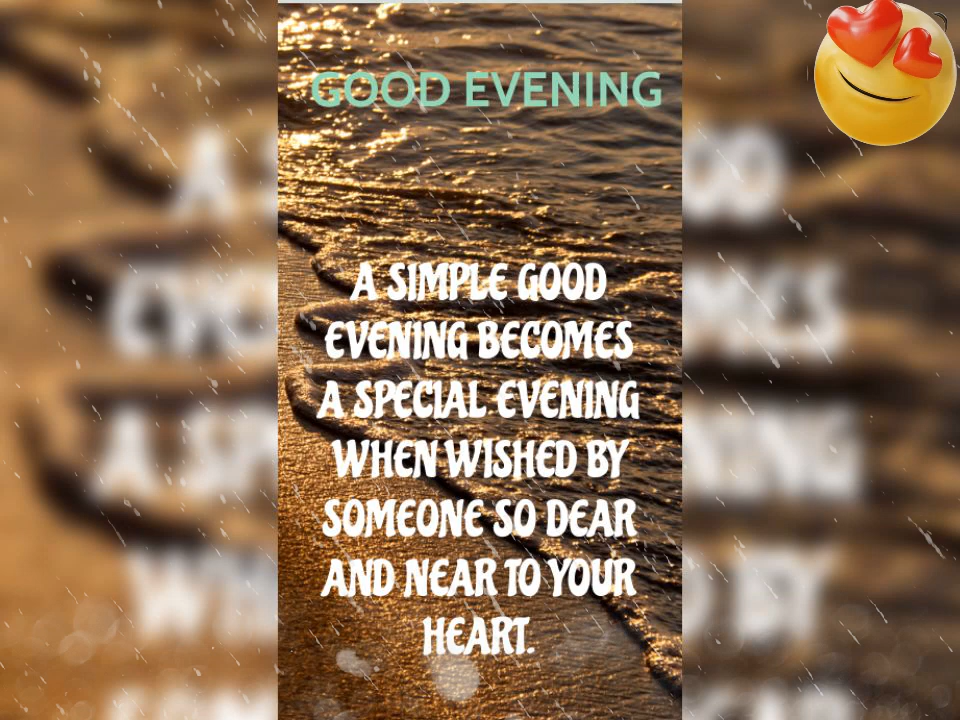 GOOD EVENING
A SIMPLE GOOD
EVENING BECOMES
A SPECIAL EVENING
WHEN WISHED BY
SOMEONE SO DEAR
AND NEAR TO YOUR
HEART.